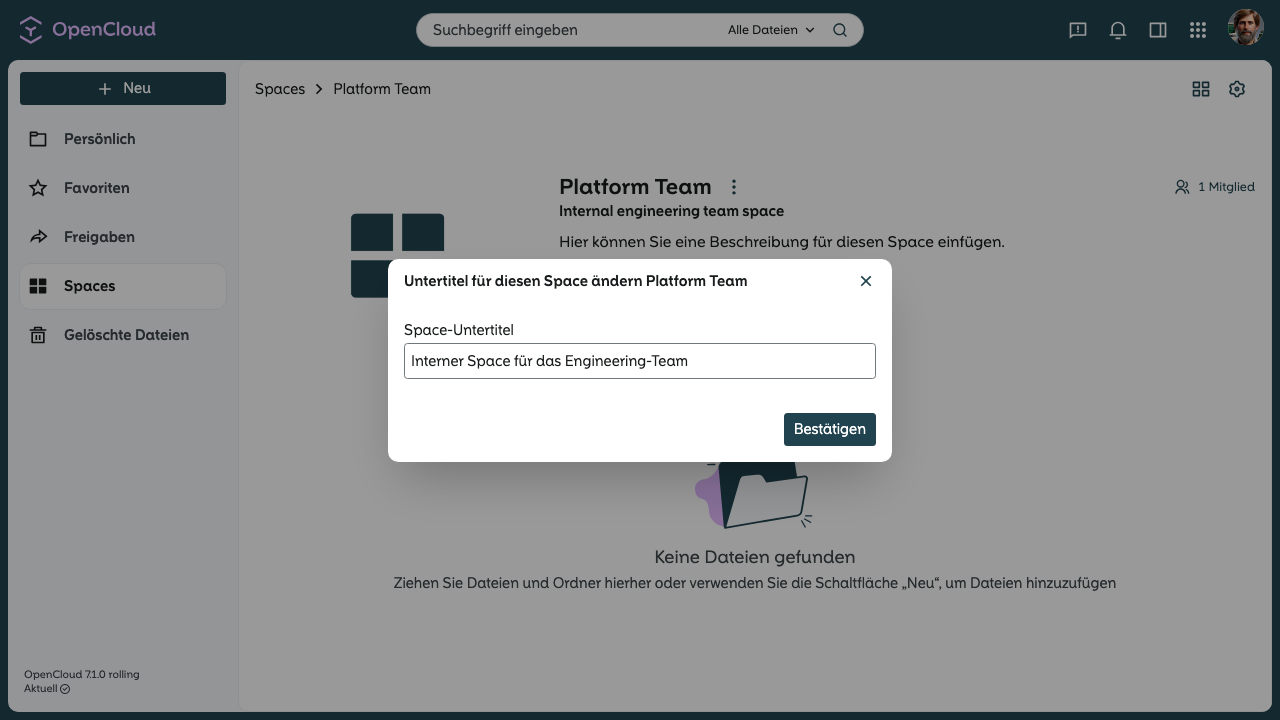 OpenCloud
Suchbegriff eingeben
Alle Dateien
Neu
Persönlich
Favoriten
Freigaben
Spaces
Gelöschte Dateien
OpenCloud 7.1.0 rolling
Aktuell
Spaces
Platform Team
Platform Team
1 Mitglied
Internal engineering team space
Hier können Sie eine Beschreibung für diesen Space einfügen.
Untertitel für diesen Space ändern Platform Team
Space-Untertitel
Interner Space für das Engineering-Team
Bestätigen
Keine Dateien gefunden
Ziehen Sie Dateien und Ordner hierher oder verwenden Sie die Schaltfläche „Neu“, um Dateien hinzuzufügen